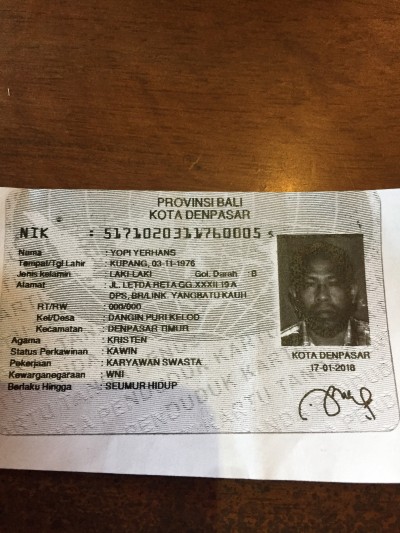 PROVINSI BALI
KOTA DENPASAR
NIK : 5171020311760005
Nama : YOPI YERHANS
Tempat/Tgl Lahir : KUPANG, 03-11-1976
Jenis kelamin : LAKI-LAKI Gol. Darah : B
Alamat : JL. LETDA RETA GG XXXII 19 A
DPS, BR/LINK. YANGBATU KAUH
RT/RW : 000/000
Kel/Desa : DANGIN PURI KELOD
Kecamatan : DENPASAR TIMUR
Agama : KRISTEN
Status Perkawinan : KAWIN
Pekerjaan : KARYAWAN SWASTA
Kewarganegaraan : WNI
Berlaku Hingga : SEUMUR HIDUP
KOTA DENPASAR
17-01-2018